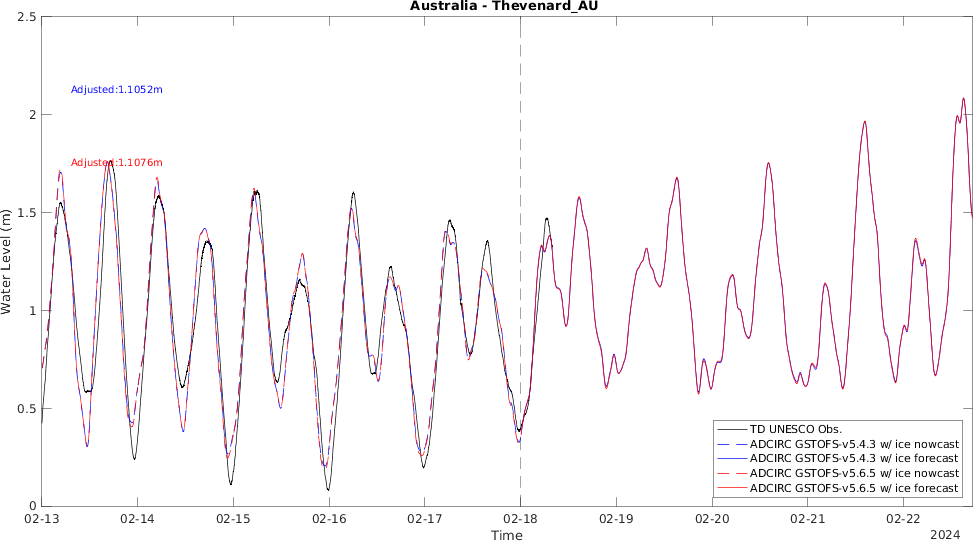 Australia - Thevenard_AU
2.5
2
1.5
1
0.5
0
Water Level (m)
Adjusted:1.1052m
Adjusted:1.1076m
TD UNESCO Obs.
ADCIRC GSTOFS-v5.4.3 w/ ice nowcast
ADCIRC GSTOFS-v5.4.3 w/ ice forecast
ADCIRC GSTOFS-v5.6.5 w/ ice nowcast
ADCIRC GSTOFS-v5.6.5 w/ ice forecast
02-13 02-14 02-15 02-16 02-17 02-18 02-19 02-20 02-21 02-22
Time
2024